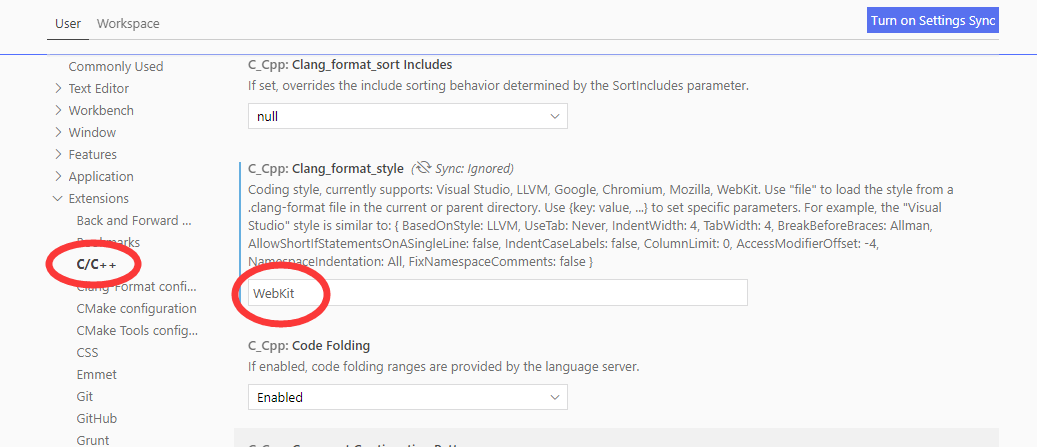 User Workspace
Turn on Settings Sync
Commonly Used
Text Editor
Workbench
Window
Features
Application
Extensions
Back and Forward ...
Bookmarks
C/C++
Clang-Format confi...
CMake configuration
CMake Tools config...
CSS
Emmet
Git
GitHub
Grunt
C_Cpp: Clang_format_sort Includes
If set, overrides the include sorting behavior determined by the SortIncludes parameter.
null
C_Cpp: Clang_format_style (Sync: Ignored)
Coding style, currently supports: Visual Studio, LLVM, Google, Chromium, Mozilla, WebKit. Use "file" to load the style from a
.clang-format file in the current or parent directory. Use {key: value, ...} to set specific parameters. For example, the "Visual
Studio" style is similar to: { BasedOnStyle: LLVM, UseTab: Never, IndentWidth: 4, TabWidth: 4, BreakBeforeBraces: Allman,
AllowShortIfStatementsOnASingleLine: false, IndentCaseLabels: false, ColumnLimit: 0, AccessModifierOffset: -4,
NamespaceIndentation: All, FixNamespaceComments: false }
WebKit
C_Cpp: Code Folding
If enabled, code folding ranges are provided by the language server.
Enabled